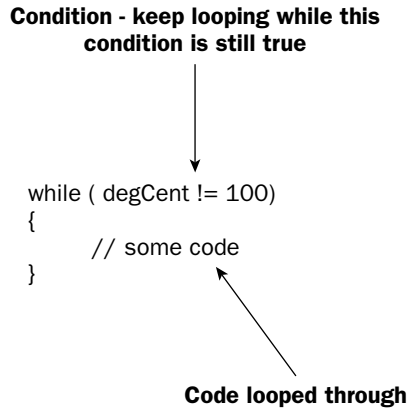 Condition - keep looping while this
condition is still true
while ( degCent != 100)
{
// some code
}
Code looped through